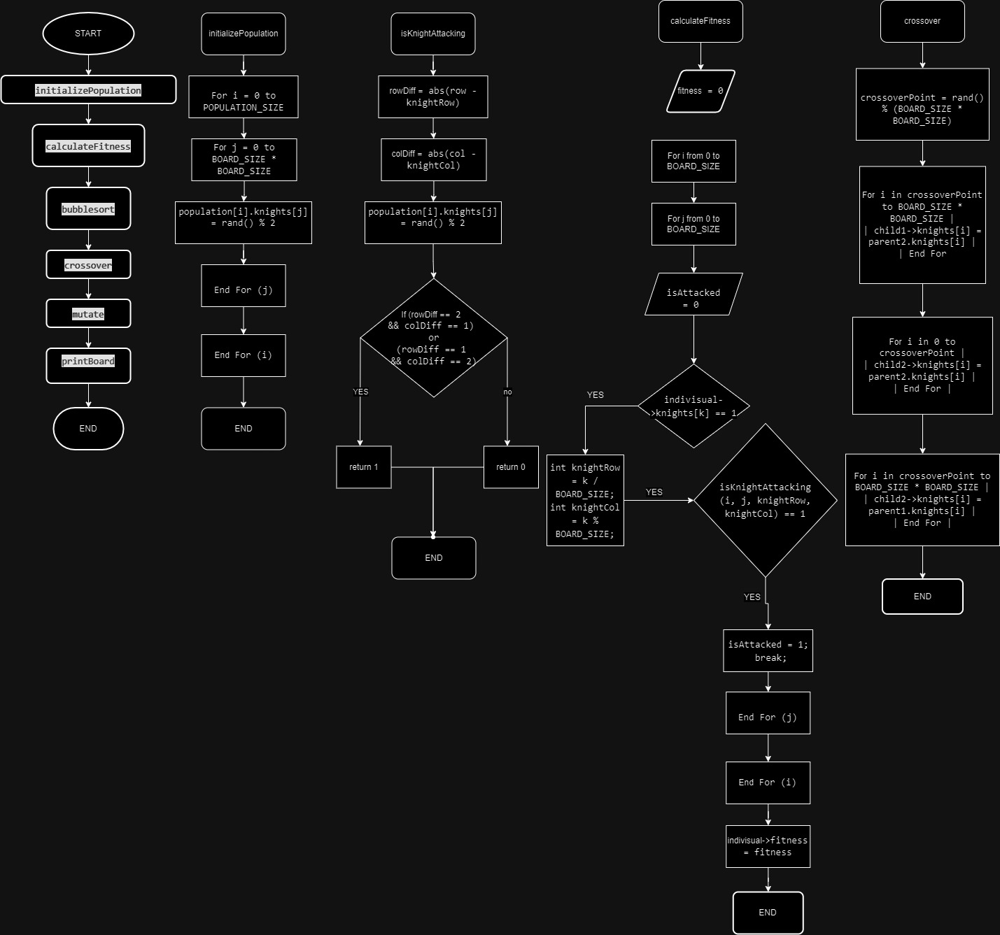 START
initializePopulation
calculateFitness
bubblesort
crossover
mutate
printBoard
END
initializePopulation
For i = 0 to
POPULATION_SIZE
For j = 0 to
BOARD_SIZE *
BOARD_SIZE
population[i].knights[j]
= rand() % 2
End For (j)
End For (i)
END
isKnightAttacking
rowDiff = abs(row -
knightRow)
colDiff = abs(col -
knightCol)
population[i].knights[j]
= rand() % 2
If (rowDiff == 2
&& colDiff == 1)
or
(rowDiff == 1
&& colDiff == 2)
YES
no
return 1
return 0
END
calculateFitness
fitness = 0
For i from 0 to
BOARD_SIZE
For j from 0 to
BOARD_SIZE
isAttacked
= 0
indivisual-
>knights[k] == 1
YES
int knightRow
= k /
BOARD_SIZE;
int knightCol
= k %
BOARD_SIZE;
YES
isKnightAttacking
(i, j, knightRow,
knightCol) == 1
YES
isAttacked = 1;
break;
End For (j)
End For (i)
indivisual->fitness
= fitness
END
crossover
crossoverPoint = rand()
% (BOARD_SIZE *
BOARD_SIZE)
For i in crossoverPoint
to BOARD_SIZE *
BOARD_SIZE |
| child1->knights[i] =
parent2.knights[i] |
| End For
For i in 0 to
crossoverPoint |
| child2->knights[i] =
parent2.knights[i] |
| End For |
For i in crossoverPoint to
BOARD_SIZE * BOARD_SIZE |
| child2->knights[i] =
parent1.knights[i] |
| End For |
END